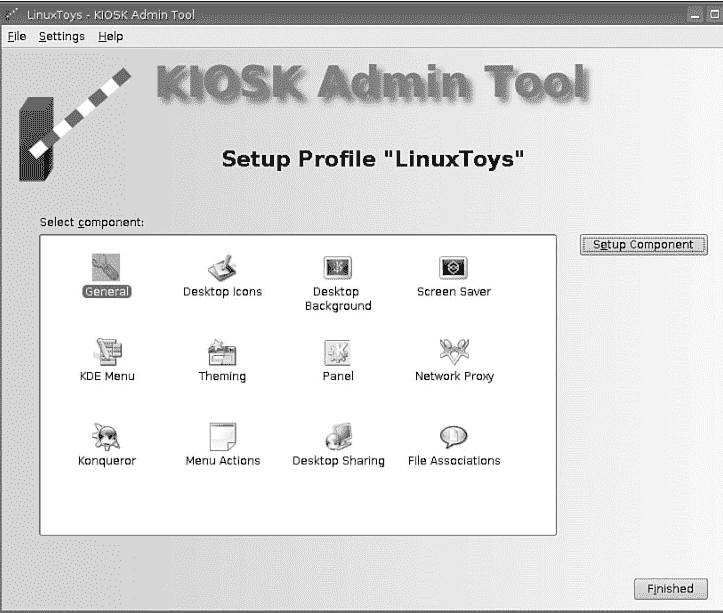 LinuxToys - KIOSK Admin Tool
File Settings Help
KIOSK Admin Tool
Setup Profile "LinuxToys"
Select component:
Setup Component
General
Desktop Icons
Desktop Background
Screen Saver
KDE Menu
Theming
Panel
Network Proxy
Konqueror
Menu Actions
Desktop Sharing
File Associations
Finished